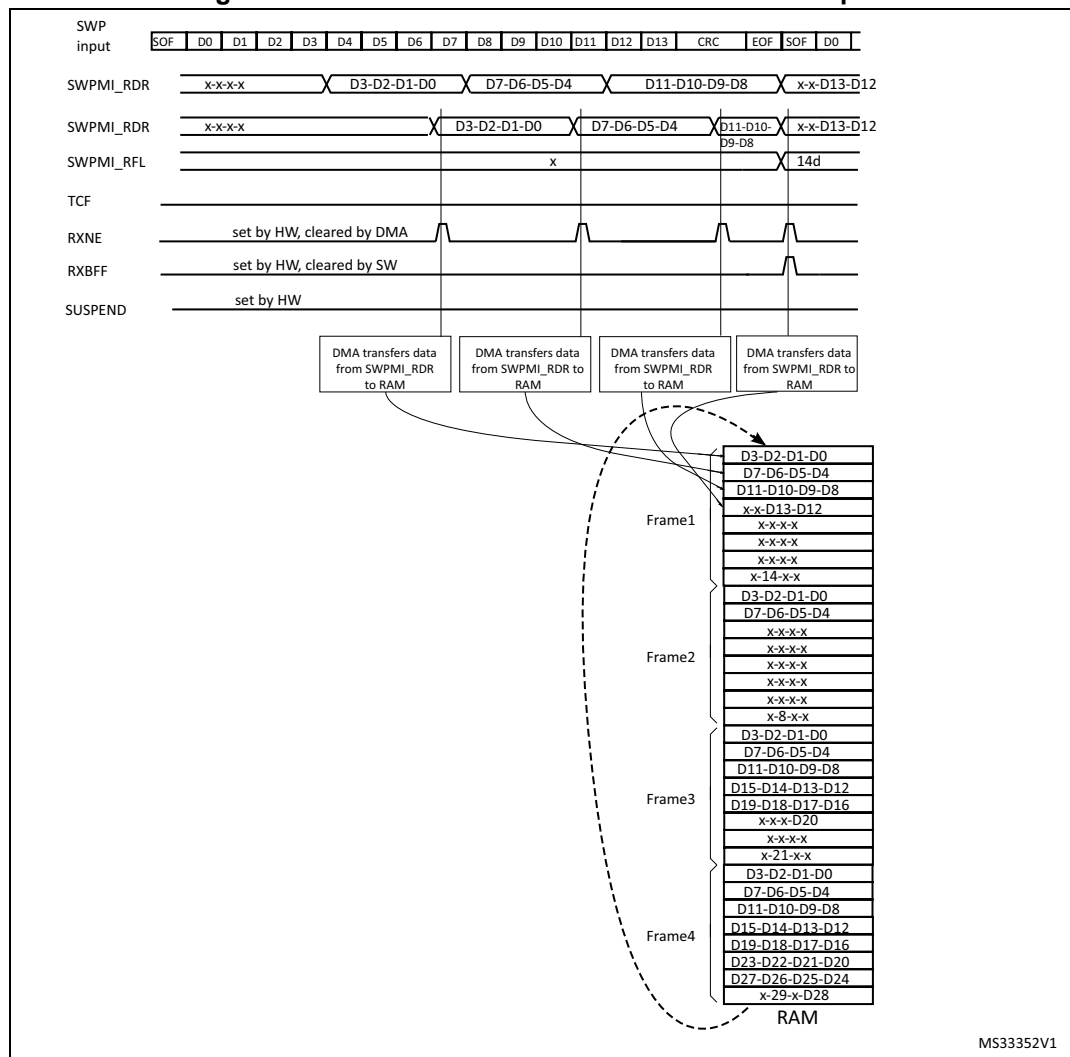 SWP
input
SOF D0 D1 D2 D3 D4 D5 D6 D7 D8 D9 D10 D11 D12 D13 CRC EOF SOF D0
SWPMI_RDR x-x-x-x D3-D2-D1-D0 D7-D6-D5-D4 D11-D10-D9-D8 x-x-D13-D12
SWPMI_RDR x-x-x-x D3-D2-D1-D0 D7-D6-D5-D4 D11-D10-
D9-D8
x-x-D13-D12
SWPMI_RFL x 14d
TCF
RXNE set by HW, cleared by DMA
RXBFF set by HW, cleared by SW
SUSPEND set by HW
DMA transfers data
from SWPMI_RDR
to RAM
DMA transfers data
from SWPMI_RDR to
RAM
DMA transfers data
from SWPMI_RDR
to RAM
DMA transfers data
from SWPMI_RDR to
RAM
Frame1
D3-D2-D1-D0
D7-D6-D5-D4
D11-D10-D9-D8
x-x-D13-D12
x-x-x-x
x-x-x-x
x-x-x-x
x-14-x-x
Frame2
D3-D2-D1-D0
D7-D6-D5-D4
x-x-x-x
x-x-x-x
x-x-x-x
x-x-x-x
x-x-x-x
x-8-x-x
Frame3
D3-D2-D1-D0
D7-D6-D5-D4
D11-D10-D9-D8
D15-D14-D13-D12
D19-D18-D17-D16
x-x-x-D20
x-x-x-x
x-21-x-x
Frame4
D3-D2-D1-D0
D7-D6-D5-D4
D11-D10-D9-D8
D15-D14-D13-D12
D19-D18-D17-D16
D23-D22-D21-D20
D27-D26-D25-D24
x-29-x-D28
RAM
MS33352V1